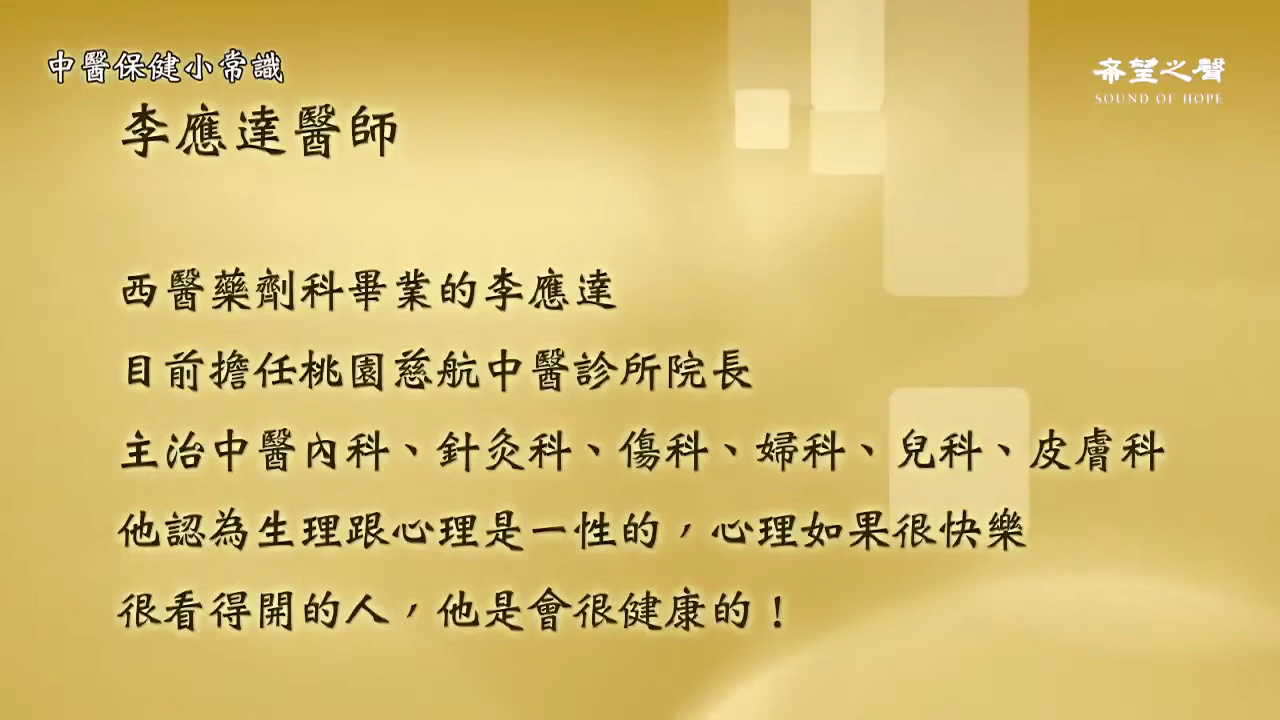 中醫保健小常識
希望之聲
SOUND OF HOPE
李應達醫師
西醫藥劑科畢業的李應達
目前擔任桃園慈航中醫診所院長
主治中醫內科、針灸科、傷科、婦科、兒科、皮膚科
他認為生理跟心理是一性的，心理如果很快樂
很看得開的人，他是會很健康的！